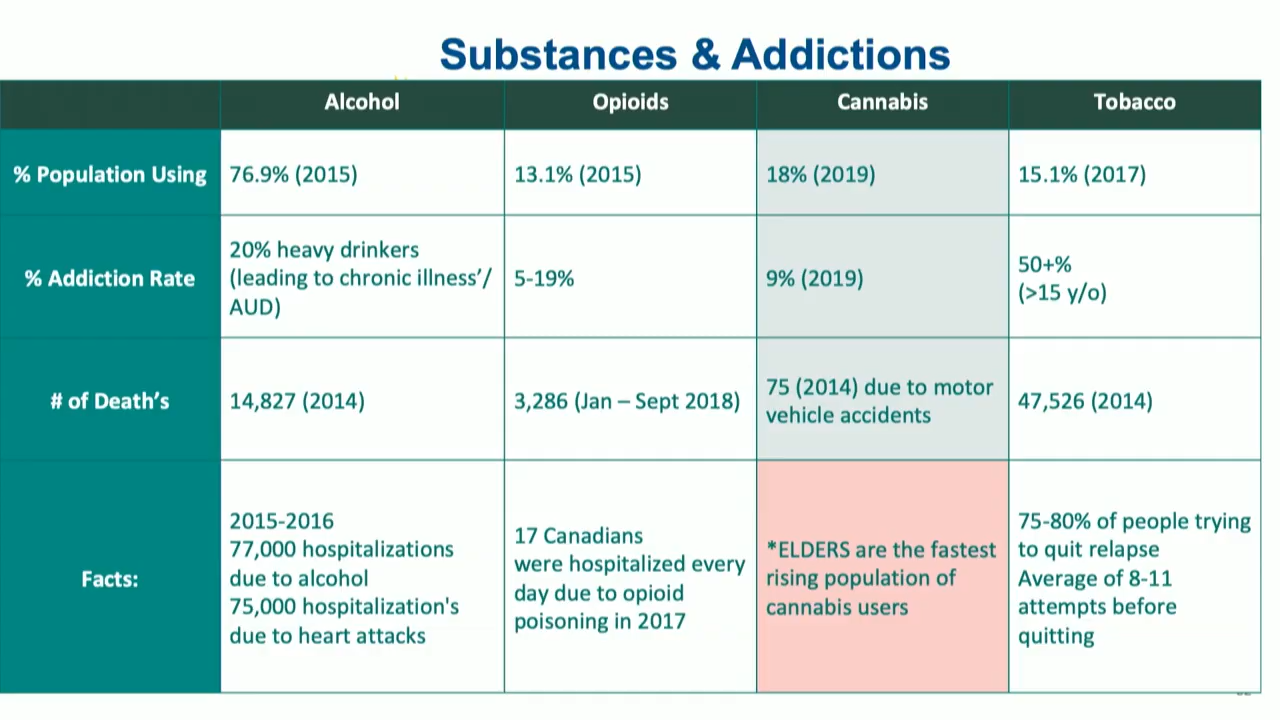 Substances & Addictions
Alcohol
Opioids
Cannabis
Tobacco
% Population Using
76.9% (2015)
13.1% (2015)
18% (2019)
15.1% (2017)
% Addiction Rate
20% heavy drinkers
(leading to chronic illness’/
AUD)
5-19%
9% (2019)
50+%
(>15 y/o)
# of Death’s
14,827 (2014)
3,286 (Jan – Sept 2018)
75 (2014) due to motor
vehicle accidents
47,526 (2014)
Facts:
2015-2016
77,000 hospitalizations
due to alcohol
75,000 hospitalization's
due to heart attacks
17 Canadians
were hospitalized every
day due to opioid
poisoning in 2017
*ELDERS are the fastest
rising population of
cannabis users
75-80% of people trying
to quit relapse
Average of 8-11
attempts before
quitting